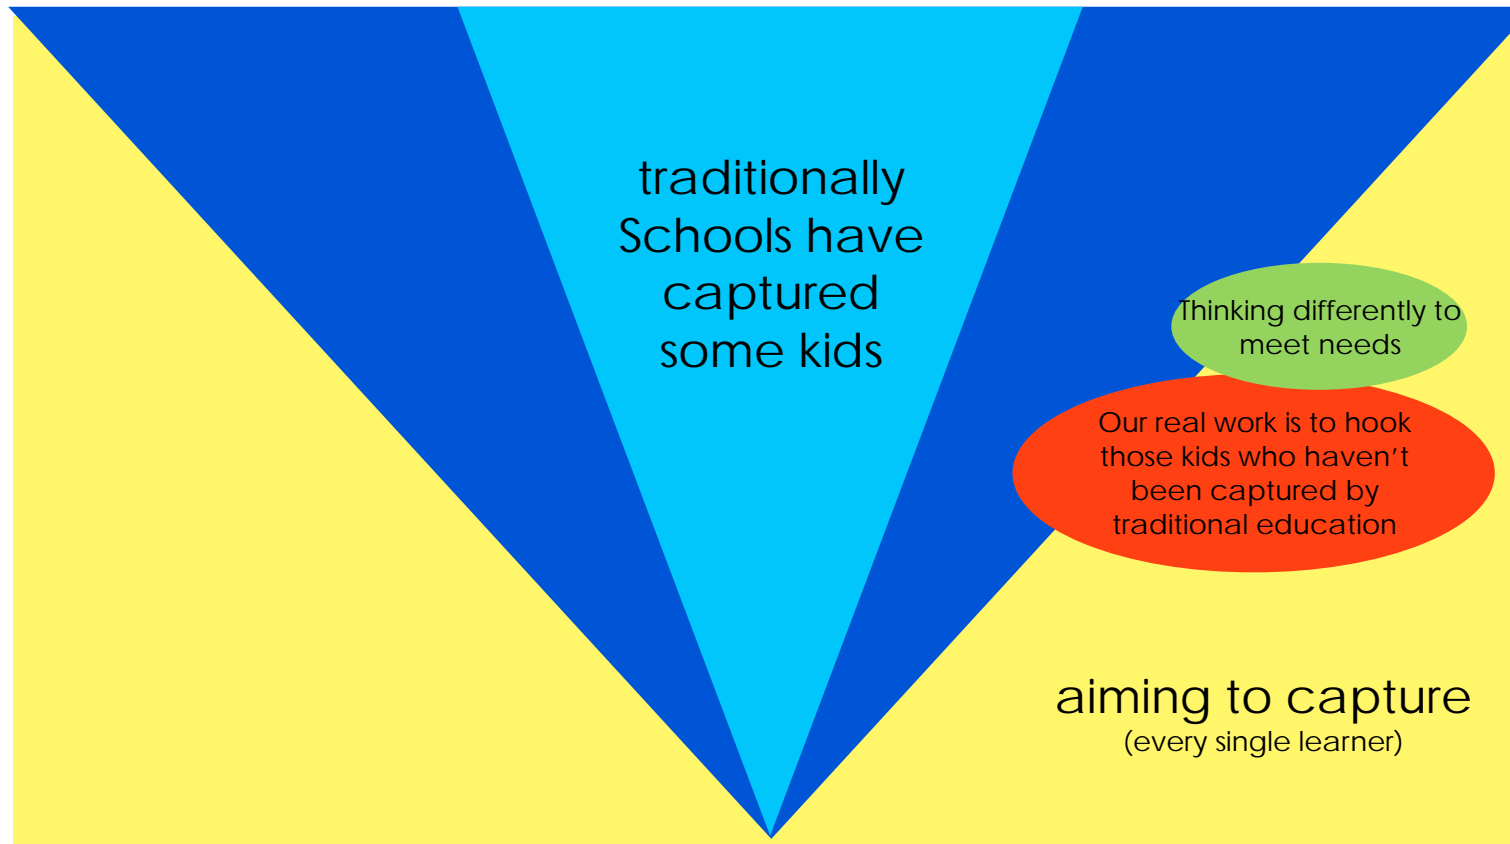 traditionally
Schools have
captured
some kids
Thinking differently to
meet needs
Our real work is to hook
those kids who haven't
been captured by
traditional education
aiming to capture
(every single learner)